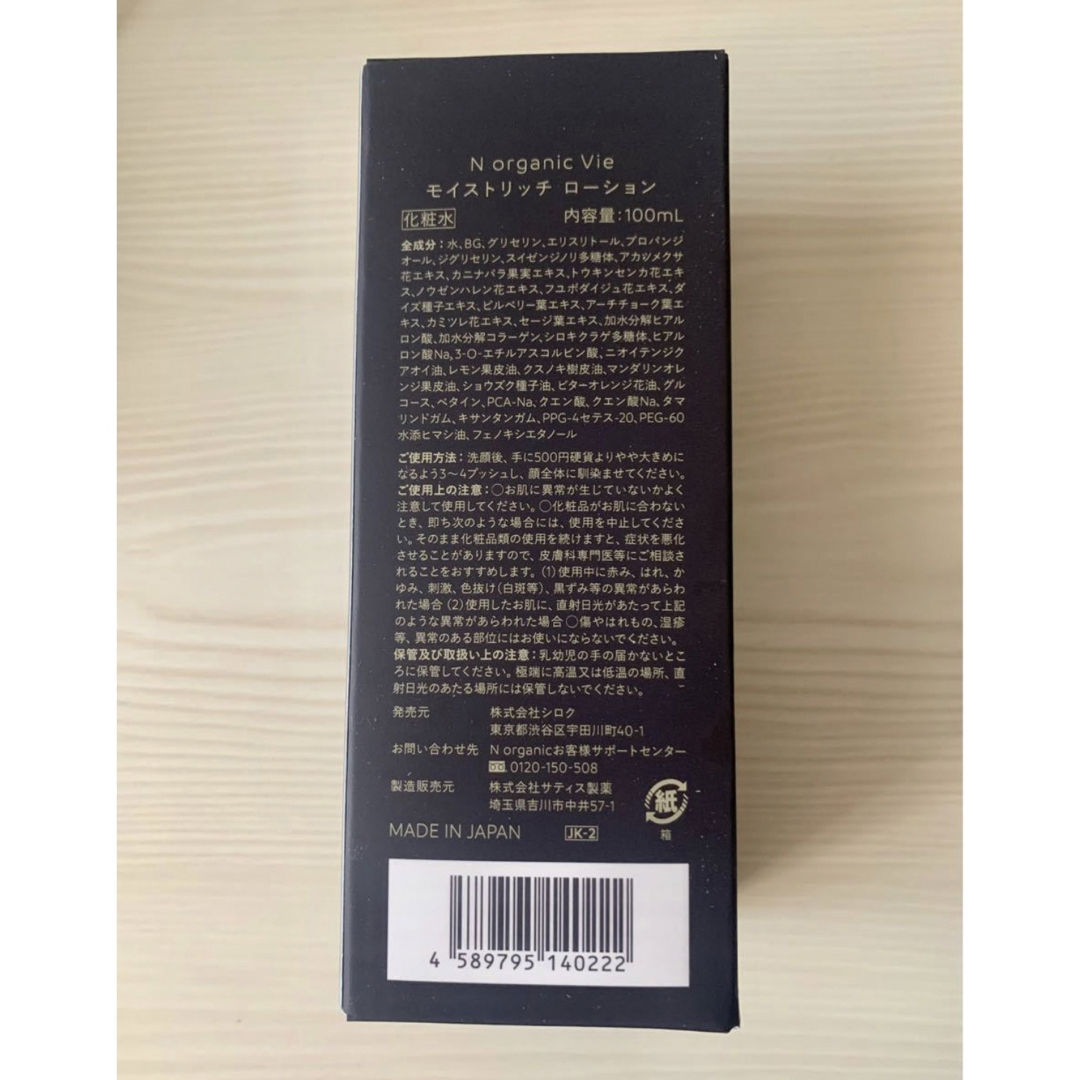 N organic Vie
モイストリッチ ローション
化粧水 内容量:100mL
全成分:水、BG、グリセリン、エリスリトール、プロパンジ
オール、ジグリセリン、スイゼンジノリ多糖体、アカツメクサ
花エキス、カニナバラ果実エキス、トウキンセンカ花エキ
ス、ノウゼンハレン花エキス、フユボダイジュ花エキス、ダ
イズ種子エキス、ビルベリー葉エキス、アーチチョーク葉エ
キス、カミツレ花エキス、セージ葉エキス、加水分解ヒアル
ロン酸、加水分解コラーゲン、シロキクラゲ多糖体、ヒアル
ロン酸Na、3-O-エチルアスコルビン酸、ニオイテンジク
アオイ油、レモン果皮油、クスノキ樹皮油、マンダリンオレ
ンジ果皮油、ショウズク種子油、ビターオレンジ花油、グル
コース、ベタイン、PCA-Na、クエン酸、クエン酸Na、タマ
リンドガム、キサンタンガム、PPG-4セテス-20、PEG-60
水添ヒマシ油、フェノキシエタノール
ご使用方法:洗顔後、手に500円硬貨よりやや大きめに
なるよう3〜4プッシュし、顔全体に馴染ませてください。
ご使用上の注意:○お肌に異常が生じていないかよく
注意して使用してください。○化粧品がお肌に合わない
とき、即ち次のような場合には、使用を中止してくださ
い。そのまま化粧品類の使用を続けますと、症状を悪化
させることがありますので、皮膚科専門医等にご相談さ
れることをおすすめします。(1)使用中に赤み、はれ、か
ゆみ、刺激、色抜け(白斑等)、黒ずみ等の異常があらわ
れた場合(2)使用したお肌に、直射日光があたって上記
のような異常があらわれた場合○傷やはれもの、湿疹
等、異常のある部位にはお使いにならないでください。
保管及び取扱い上の注意:乳幼児の手の届かないとこ
ろに保管してください。極端に高温又は低温の場所、直
射日光のあたる場所には保管しないでください。
発売元 株式会社シロク
東京都渋谷区宇田川町40-1
お問い合わせ先 N organicお客様サポートセンター
0120-150-508
製造販売元 株式会社サティス製薬
埼玉県吉川市中井57-1
紙
箱
MADE IN JAPAN JK-2
4 589795 140222